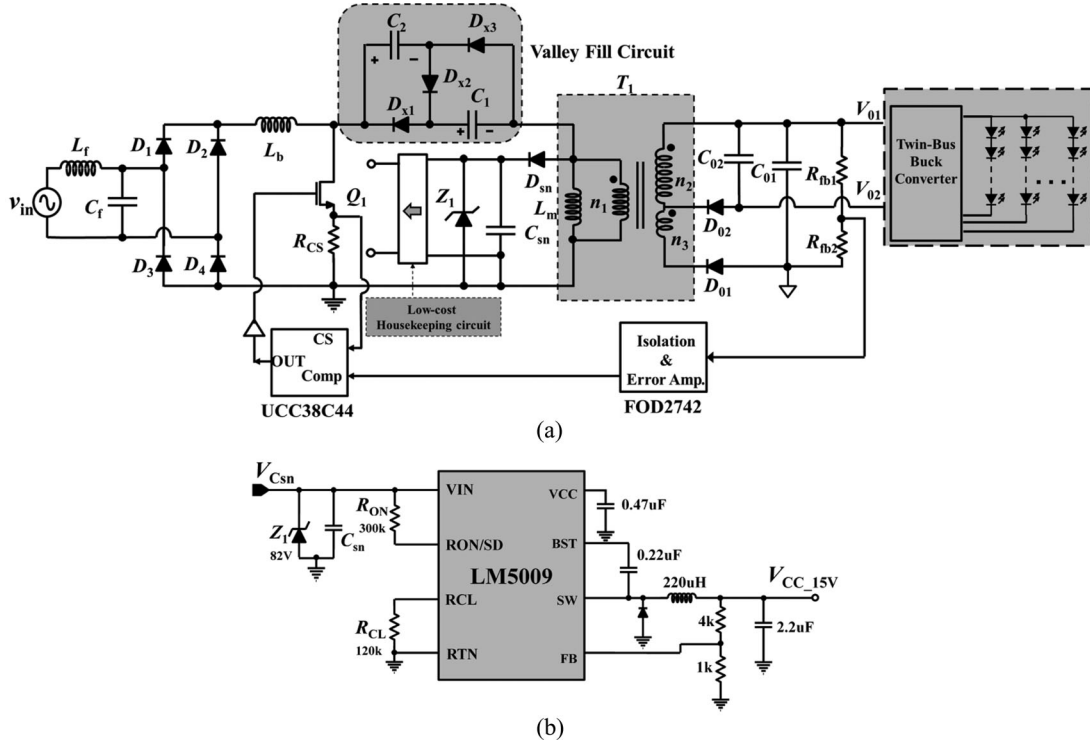 C2
Dx3
Valley Fill Circuit
+ −
Dx2
C1
Dx1
+ −
T1
V01
Lf
D1
D2
Lb
C02
C01
Rfb1
Twin-Bus
Buck
Converter
vin
Cf
Q1
Z1
Dsn
Lm
n1
n2
V02
RCS
Csn
n3
D02
Rfb2
D3
D4
D01
Low-cost
Housekeeping circuit
CS
OUT
Comp
UCC38C44
Isolation
&
Error Amp.
FOD2742
(a)
VCsn
VIN
VCC
0.47uF
RON
300k
Z1
82V
Csn
RON/SD
BST
0.22uF
LM5009
220uH
VCC_15V
RCL
SW
4k
2.2uF
RCL
120k
RTN
FB
1k
(b)